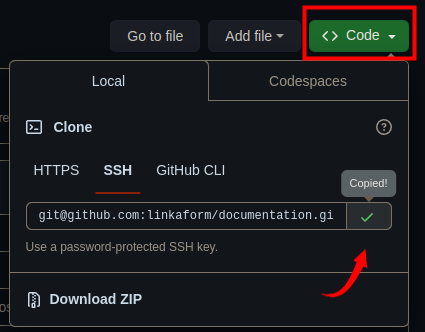 Go to file
Add file
Code
Local
Codespaces
Clone
HTTPS
SSH
GitHub CLI
Copied!
git@github.com:linkaform/documentation.gi
Use a password-protected SSH key.
Download ZIP